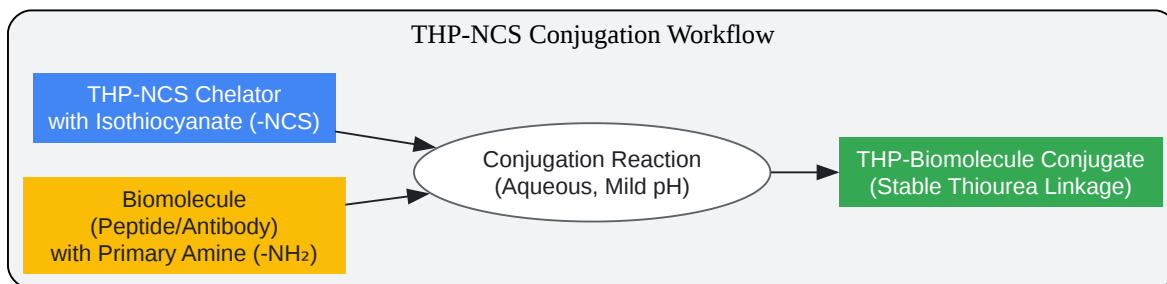 THP-NCS Conjugation Workflow
THP-NCS Chelator
with Isothiocyanate (-NCS)
Biomolecule
(Peptide/Antibody)
with Primary Amine (-NH₂)
Conjugation Reaction
(Aqueous, Mild pH)
THP-Biomolecule Conjugate
(Stable Thiourea Linkage)